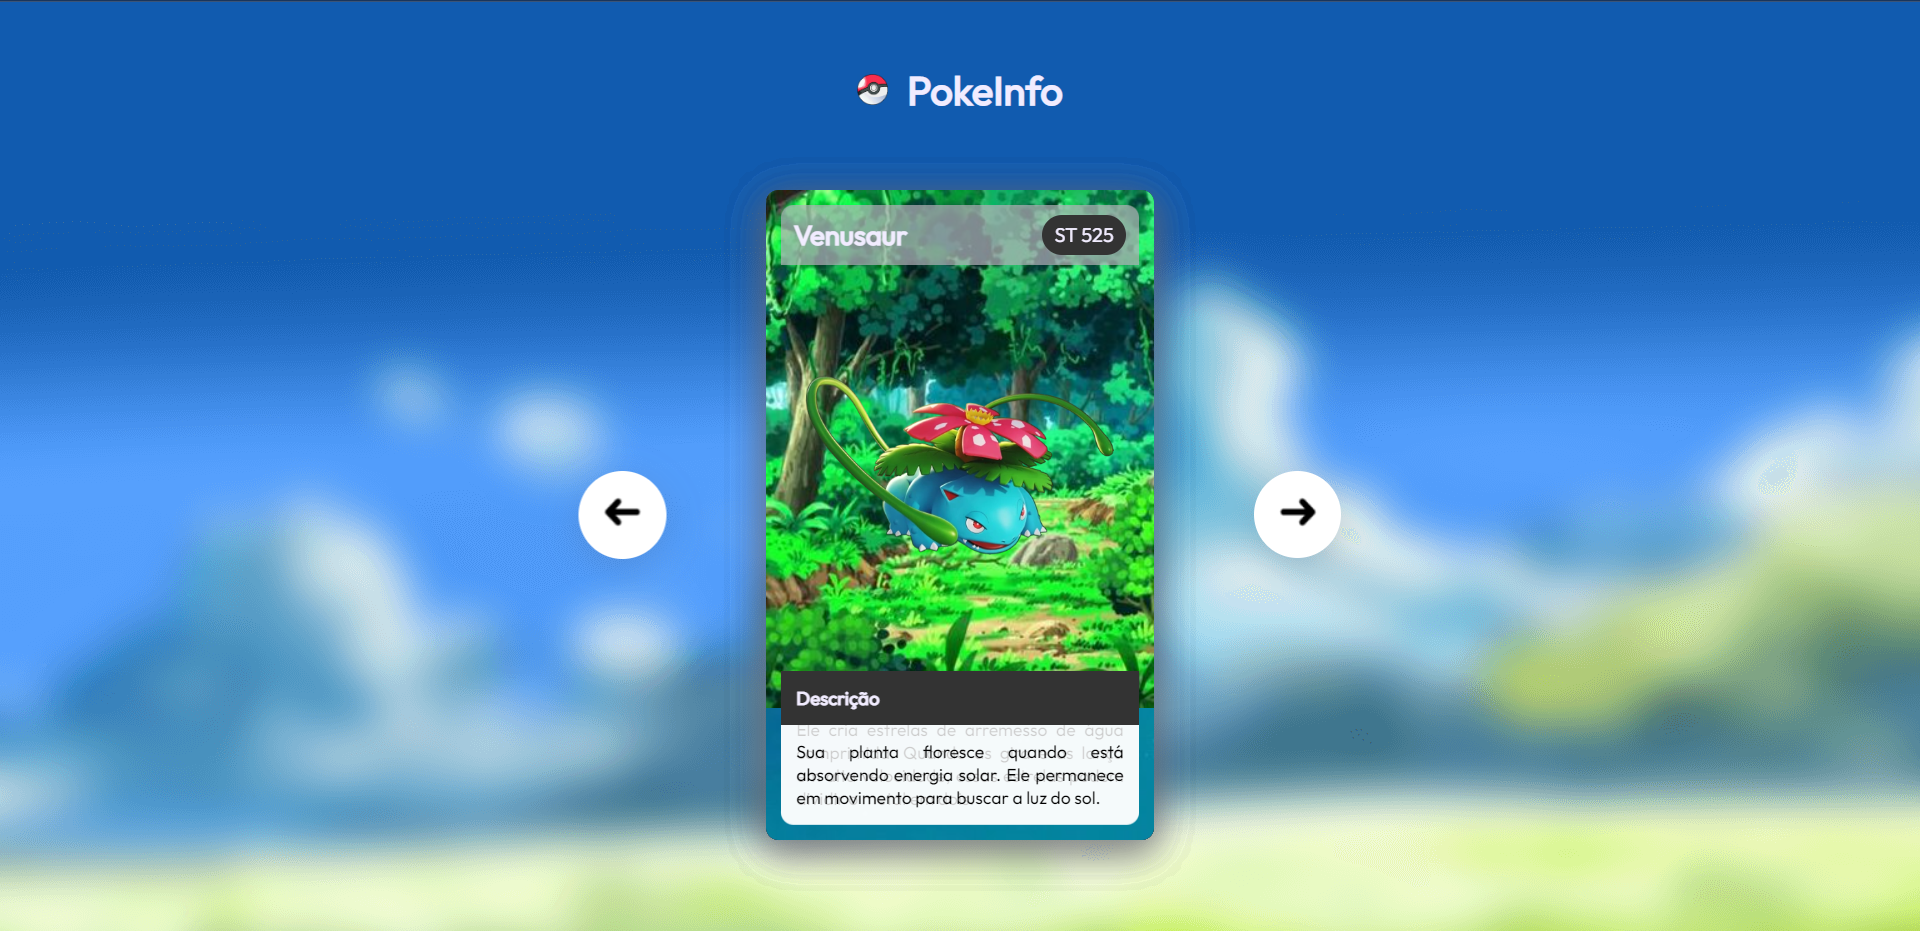 PokeInfo
Venusaur
ST 525
Descrição
Ele cria estrelas de arremesso de água
Sua planta floresce quando está
absorvendo energia solar. Ele permanece
em movimento para buscar a luz do sol.